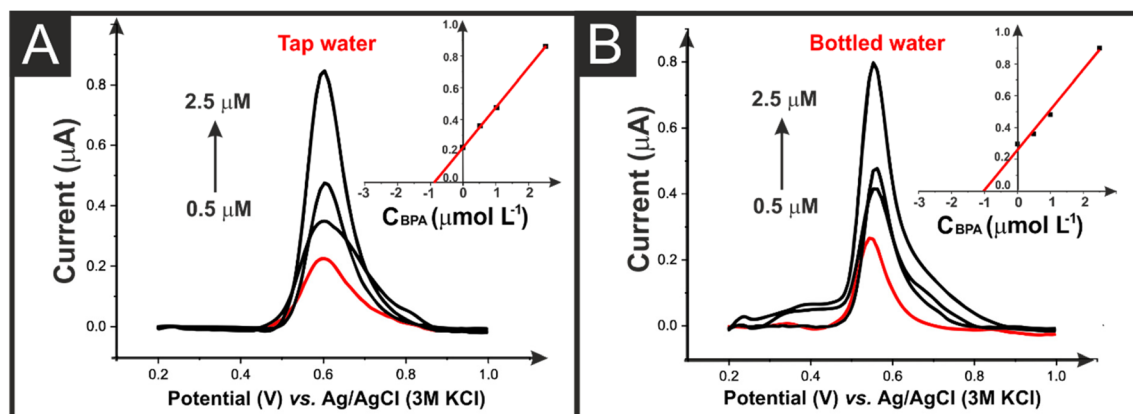 A
Tap water
2.5 μM
0.5 μM
Current (μA)
0.8
0.6
0.4
0.2
0.0
0.2 0.4 0.6 0.8 1.0
Potential (V) vs. Ag/AgCl (3M KCl)
1.0
0.8
0.6
0.4
0.2
0.0
-3 -2 -1 0 1 2
CBPA (μmol L-1)
B
Bottled water
2.5 μM
0.5 μM
Current (μA)
0.8
0.6
0.4
0.2
0.0
0.2 0.4 0.6 0.8 1.0
Potential (V) vs. Ag/AgCl (3M KCl)
1.0
0.8
0.6
0.4
0.2
0.0
-3 -2 -1 0 1 2
CBPA (μmol L-1)